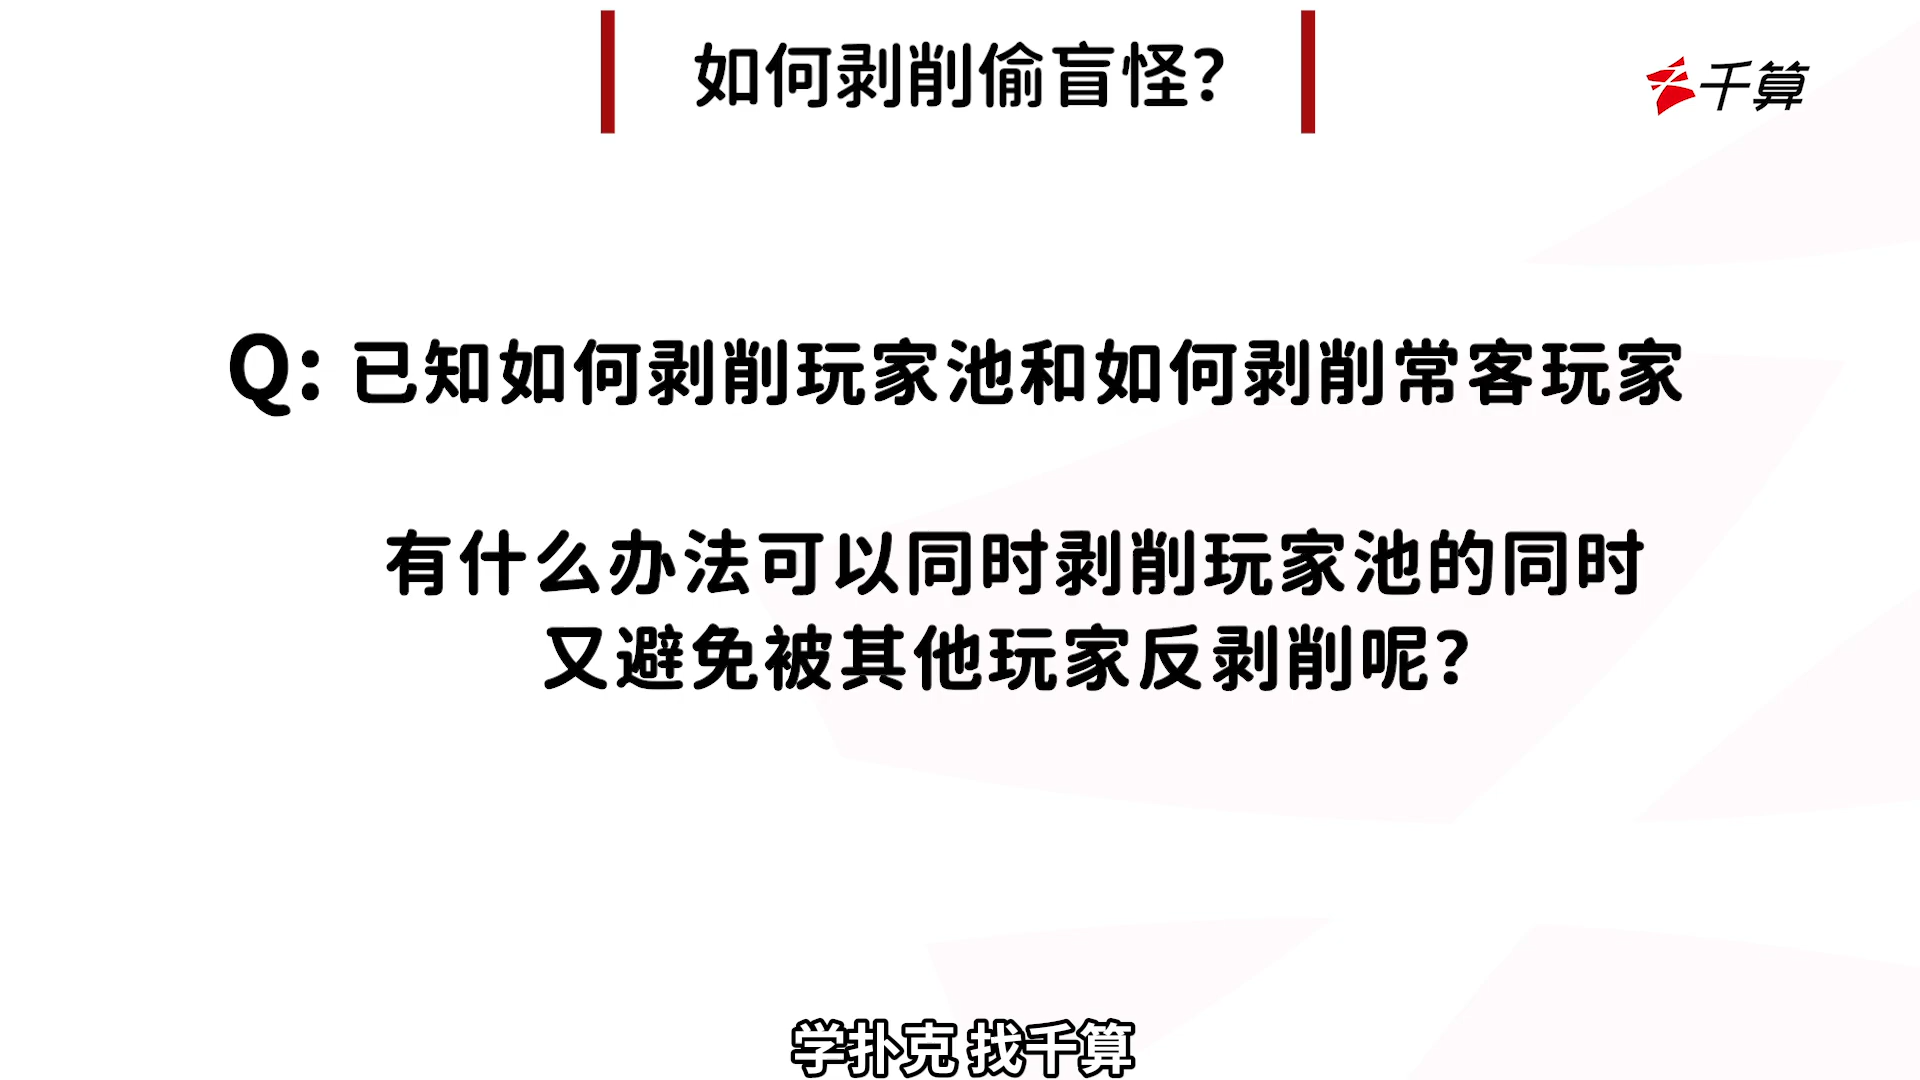 如何剥削偷盲怪?
千算
Q: 已知如何剥削玩家池和如何剥削常客玩家
有什么办法可以同时剥削玩家池的同时
又避免被其他玩家反剥削呢?
学扑克 找千算